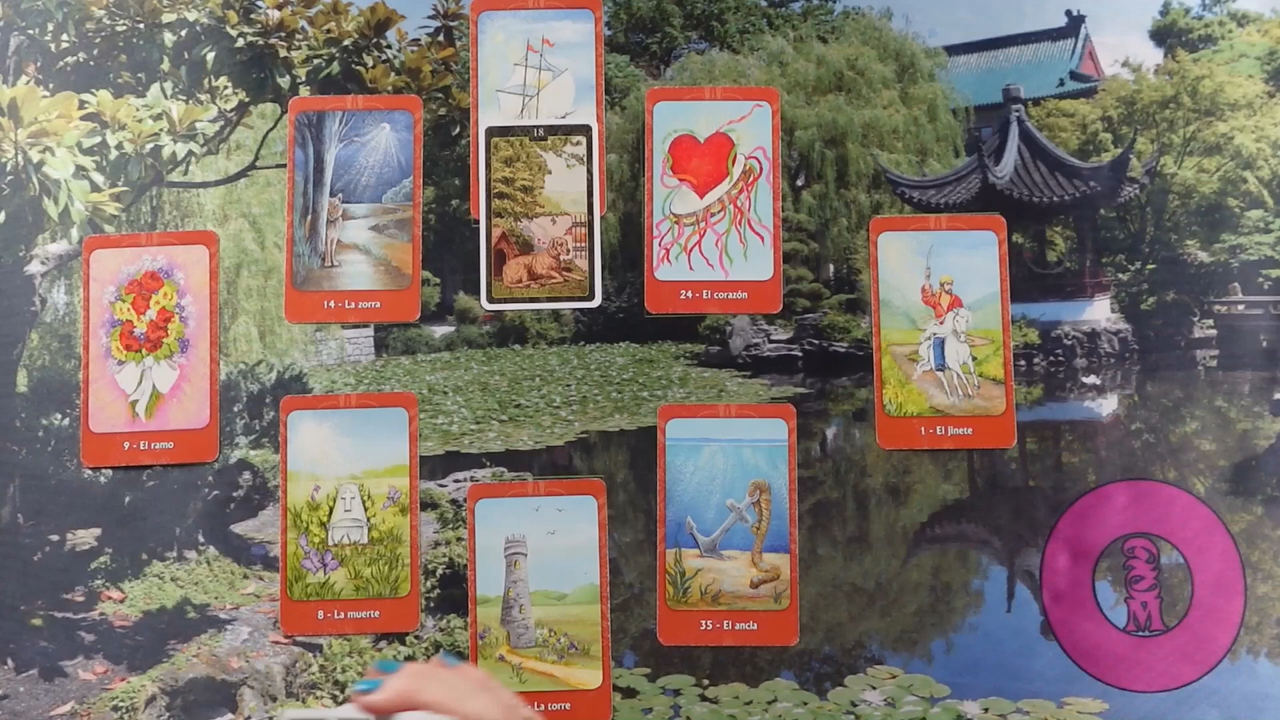 18
14 - La zorra
24 - El corazón
9 - El ramo
1 - El jinete
8 - La muerte
35 - El ancla
La torre